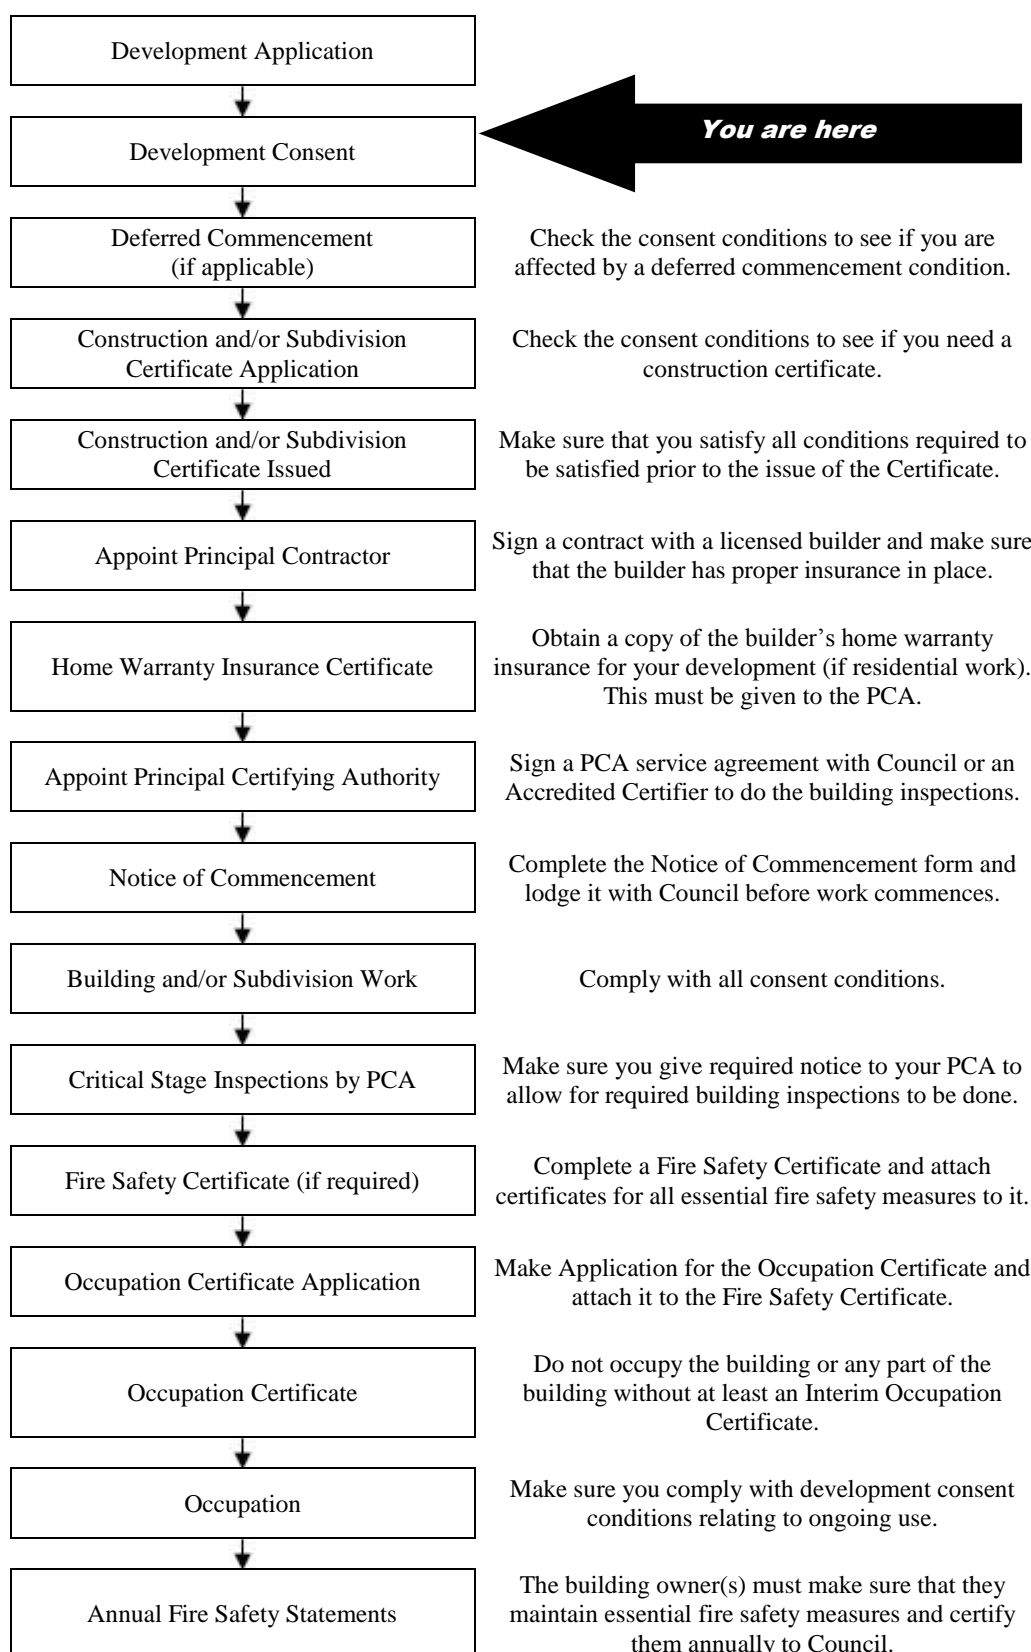 Development Application
Development Consent
You are here
Deferred Commencement
(if applicable)
Check the consent conditions to see if you are
affected by a deferred commencement condition.
Construction and/or Subdivision
Certificate Application
Check the consent conditions to see if you need a
construction certificate.
Construction and/or Subdivision
Certificate Issued
Make sure that you satisfy all conditions required to
be satisfied prior to the issue of the Certificate.
Appoint Principal Contractor
Sign a contract with a licensed builder and make sure
that the builder has proper insurance in place.
Home Warranty Insurance Certificate
Obtain a copy of the builder’s home warranty
insurance for your development (if residential work).
This must be given to the PCA.
Appoint Principal Certifying Authority
Sign a PCA service agreement with Council or an
Accredited Certifier to do the building inspections.
Notice of Commencement
Complete the Notice of Commencement form and
lodge it with Council before work commences.
Building and/or Subdivision Work
Comply with all consent conditions.
Critical Stage Inspections by PCA
Make sure you give required notice to your PCA to
allow for required building inspections to be done.
Fire Safety Certificate (if required)
Complete a Fire Safety Certificate and attach
certificates for all essential fire safety measures to it.
Occupation Certificate Application
Make Application for the Occupation Certificate and
attach it to the Fire Safety Certificate.
Occupation Certificate
Do not occupy the building or any part of the
building without at least an Interim Occupation
Certificate.
Occupation
Make sure you comply with development consent
conditions relating to ongoing use.
Annual Fire Safety Statements
The building owner(s) must make sure that they
maintain essential fire safety measures and certify
them annually to Council.